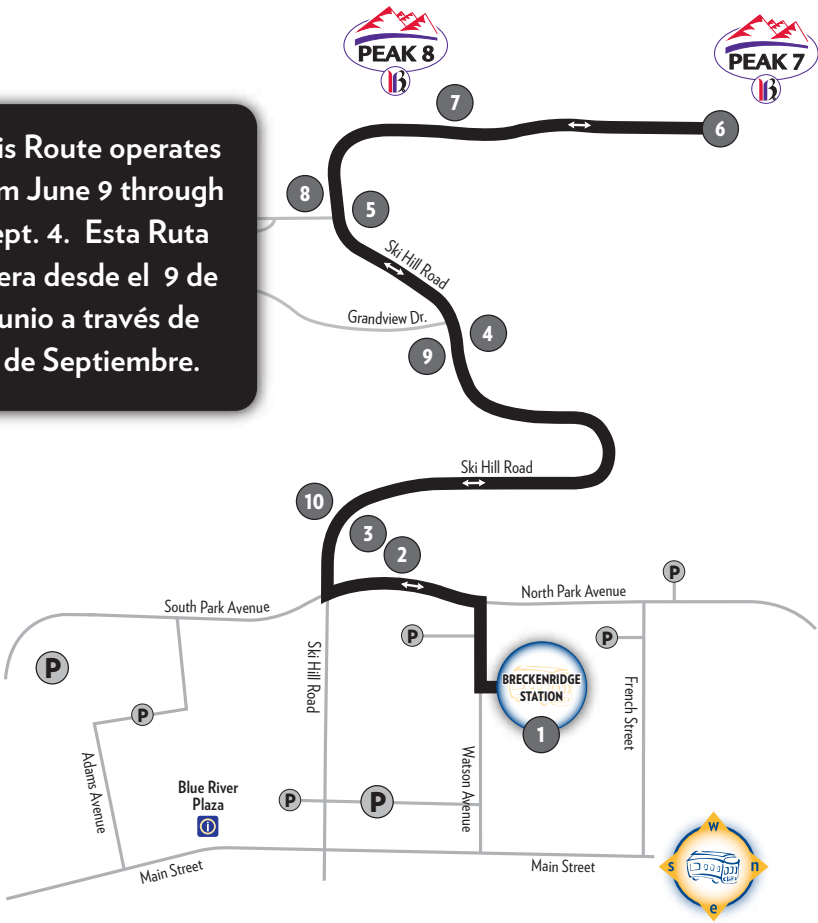 PEAK 8
B
PEAK 7
B
7
6
is Route operates
m June 9 through
ept. 4. Esta Ruta
era desde el 9 de
unio a través de
de Septiembre.
8
5
Ski Hill Road
Grandview Dr.
4
9
Ski Hill Road
10
3
2
P
South Park Avenue
North Park Avenue
P
P
P
Ski Hill Road
BRECKENRIDGE
STATION
1
French Street
P
Adams Avenue
Watson Avenue
Blue River
Plaza
i
P
P
Main Street
Main Street
w
s
n
e